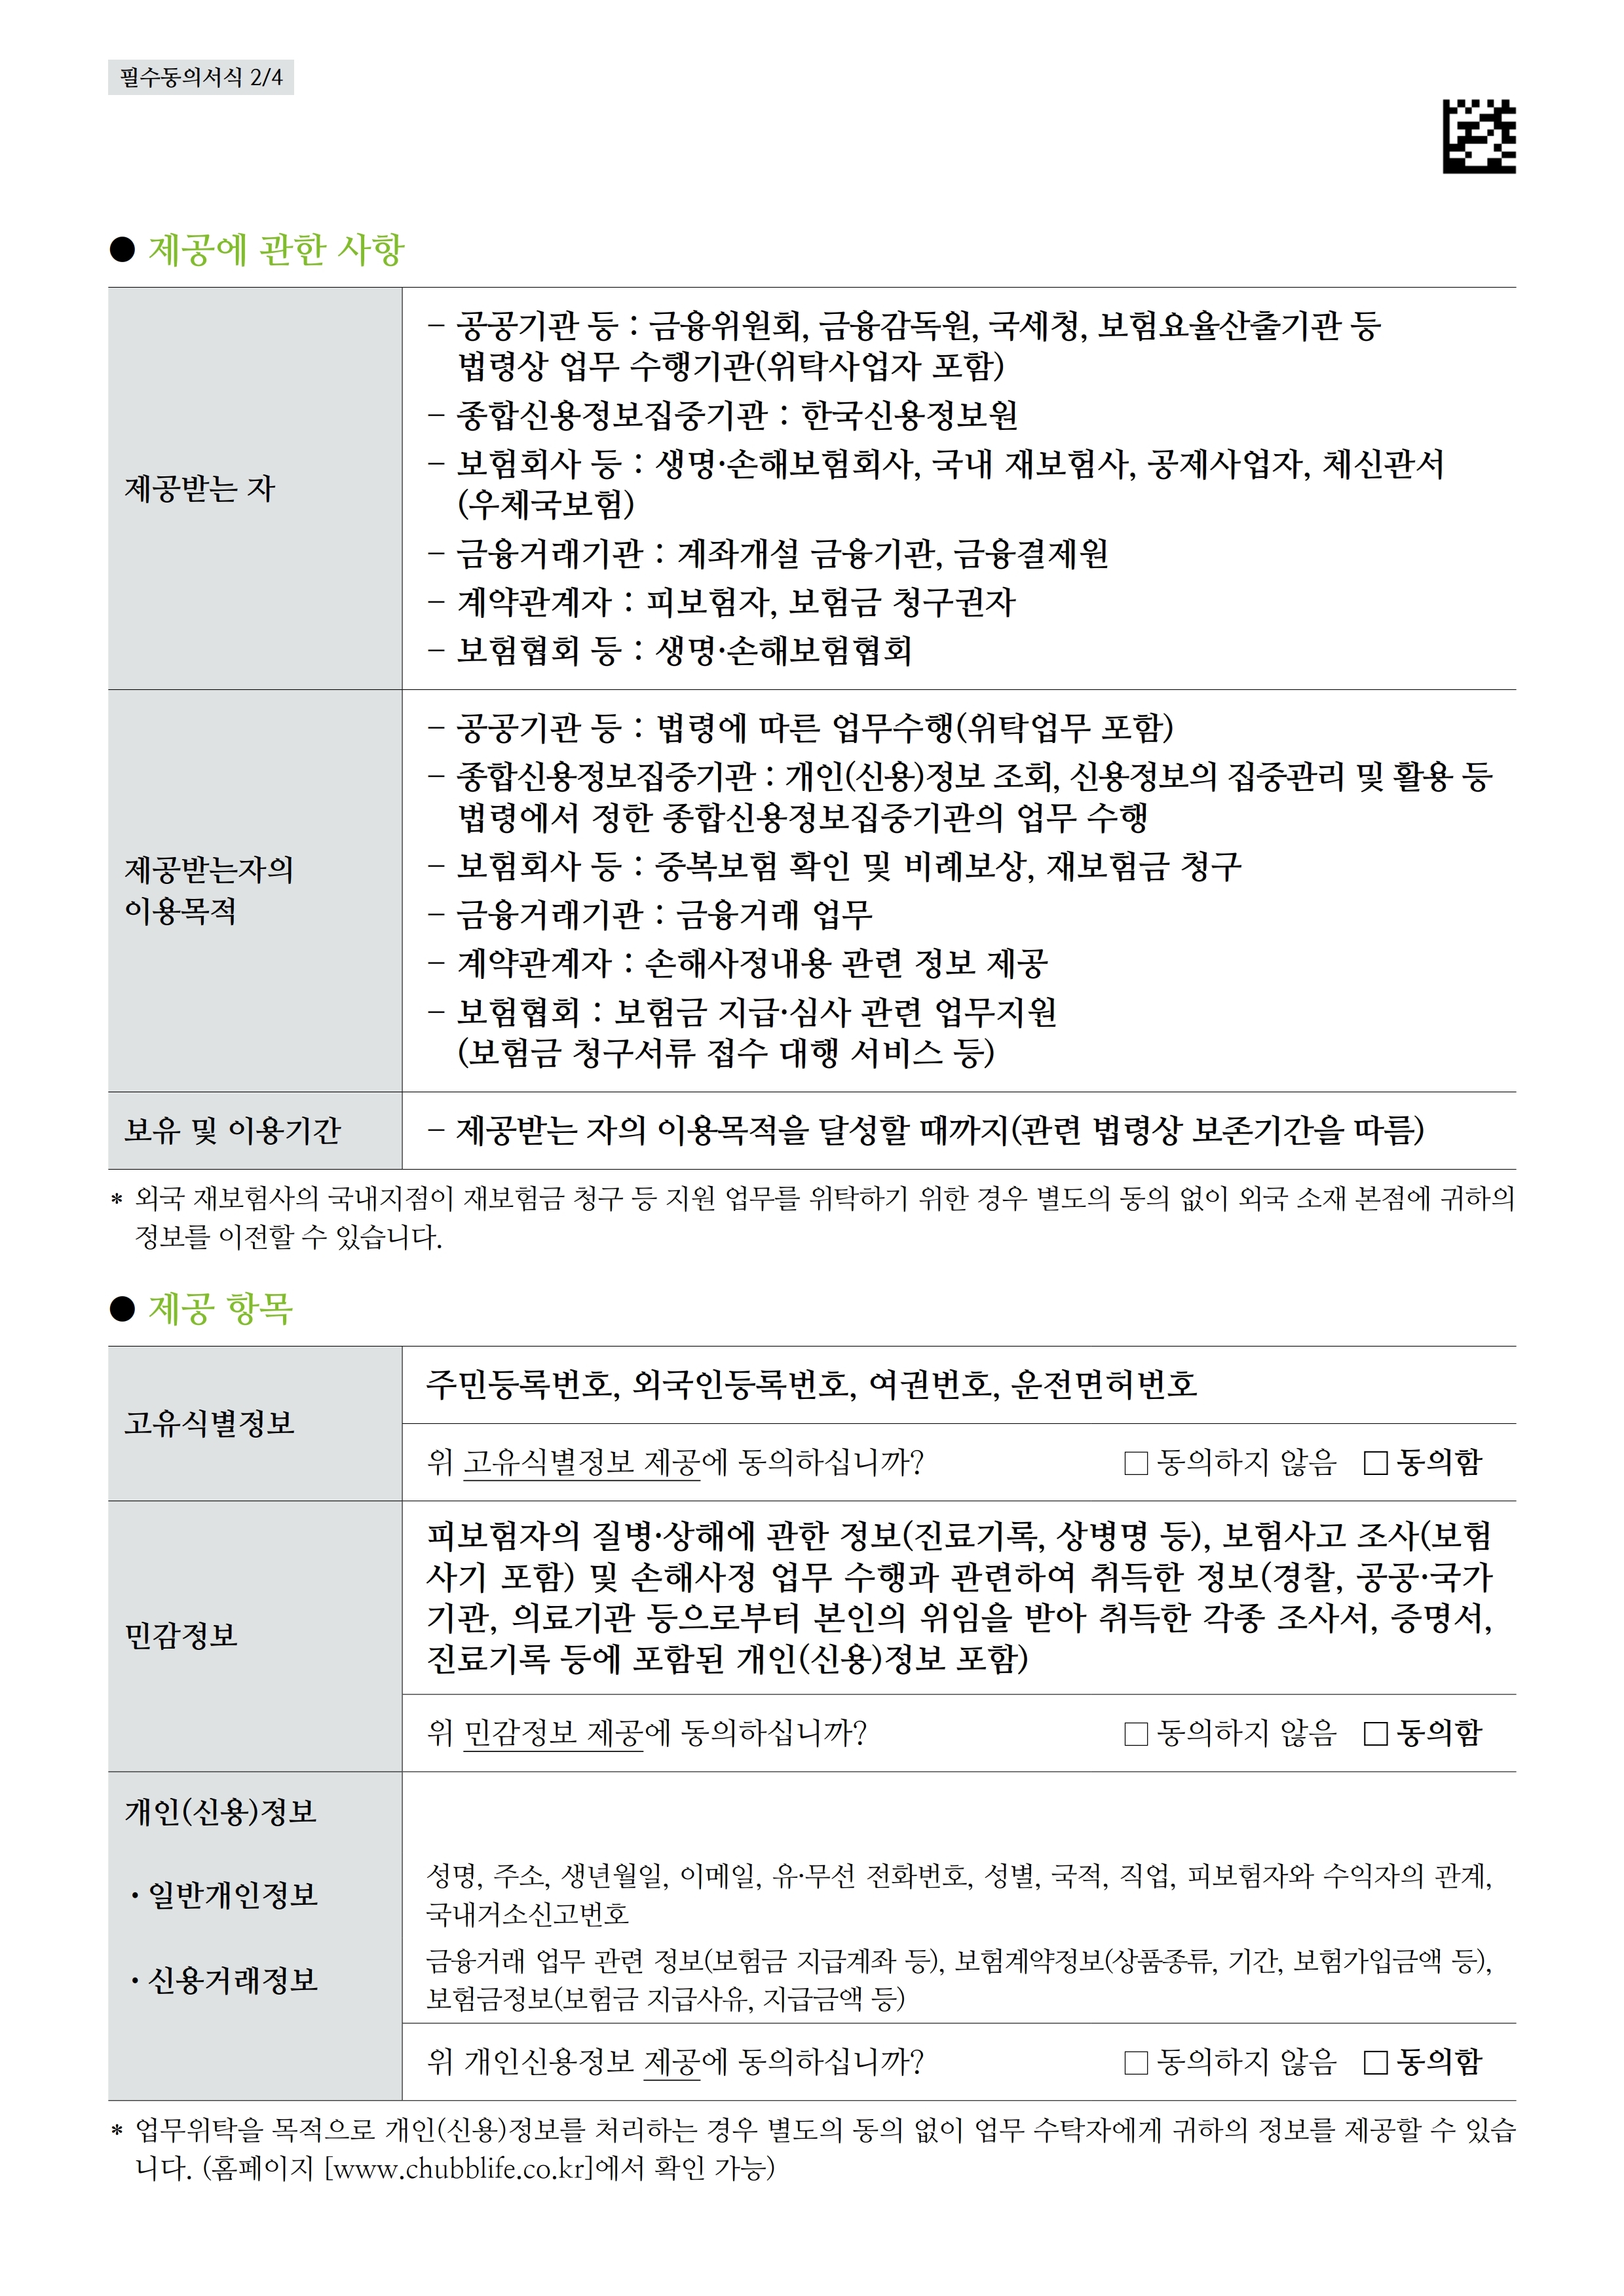 필수동의서식 2/4
● 제공에 관한 사항
제공받는 자
– 공공기관 등 : 금융위원회, 금융감독원, 국세청, 보험요율산출기관 등
법령상 업무 수행기관(위탁사업자 포함)
– 종합신용정보집중기관 : 한국신용정보원
– 보험회사 등 : 생명·손해보험회사, 국내 재보험사, 공제사업자, 체신관서
(우체국보험)
– 금융거래기관 : 계좌개설 금융기관, 금융결제원
– 계약관계자 : 피보험자, 보험금 청구권자
– 보험협회 등 : 생명·손해보험협회
제공받는자의
이용목적
– 공공기관 등 : 법령에 따른 업무수행(위탁업무 포함)
– 종합신용정보집중기관 : 개인(신용)정보 조회, 신용정보의 집중관리 및 활용 등
법령에서 정한 종합신용정보집중기관의 업무 수행
– 보험회사 등 : 중복보험 확인 및 비례보상, 재보험금 청구
– 금융거래기관 : 금융거래 업무
– 계약관계자 : 손해사정내용 관련 정보 제공
– 보험협회 : 보험금 지급·심사 관련 업무지원
(보험금 청구서류 접수 대행 서비스 등)
보유 및 이용기간
– 제공받는 자의 이용목적을 달성할 때까지(관련 법령상 보존기간을 따름)
* 외국 재보험사의 국내지점이 재보험금 청구 등 지원 업무를 위탁하기 위한 경우 별도의 동의 없이 외국 소재 본점에 귀하의
정보를 이전할 수 있습니다.
● 제공 항목
고유식별정보
주민등록번호, 외국인등록번호, 여권번호, 운전면허번호
위 고유식별정보 제공에 동의하십니까? □ 동의하지 않음 □ 동의함
민감정보
피보험자의 질병·상해에 관한 정보(진료기록, 상병명 등), 보험사고 조사(보험
사기 포함) 및 손해사정 업무 수행과 관련하여 취득한 정보(경찰, 공공·국가
기관, 의료기관 등으로부터 본인의 위임을 받아 취득한 각종 조사서, 증명서,
진료기록 등에 포함된 개인(신용)정보 포함)
위 민감정보 제공에 동의하십니까? □ 동의하지 않음 □ 동의함
개인(신용)정보
· 일반개인정보
성명, 주소, 생년월일, 이메일, 유·무선 전화번호, 성별, 국적, 직업, 피보험자와 수익자의 관계,
국내거소신고번호
· 신용거래정보
금융거래 업무 관련 정보(보험금 지급계좌 등), 보험계약정보(상품종류, 기간, 보험가입금액 등),
보험금정보(보험금 지급사유, 지급금액 등)
위 개인신용정보 제공에 동의하십니까? □ 동의하지 않음 □ 동의함
* 업무위탁을 목적으로 개인(신용)정보를 처리하는 경우 별도의 동의 없이 업무 수탁자에게 귀하의 정보를 제공할 수 있습
니다. (홈페이지 [www.chubblife.co.kr]에서 확인 가능)